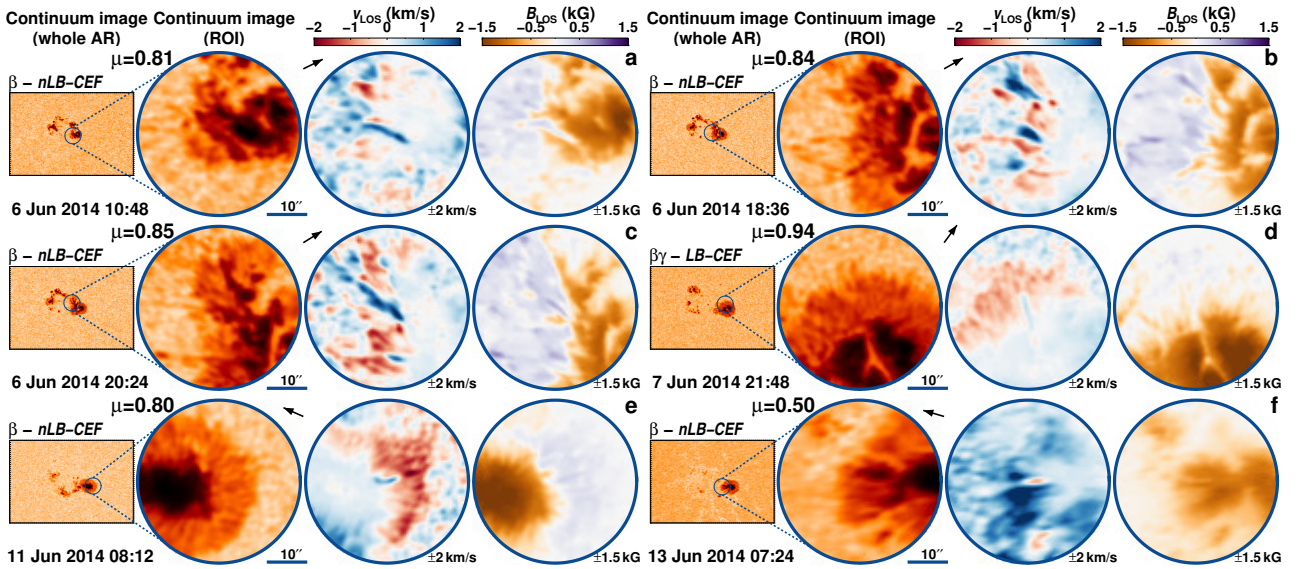 Continuum image (whole AR)
Continuum image (ROI)
v_LOS (km/s)
−2 −1 0 1 2
B_LOS (kG)
−1.5 −0.5 0.5 1.5
Continuum image (whole AR)
Continuum image (ROI)
v_LOS (km/s)
−2 −1 0 1 2
B_LOS (kG)
−1.5 −0.5 0.5 1.5
μ=0.81
a
β − nLB−CEF
6 Jun 2014 10:48
10″
±2 km/s
±1.5 kG
μ=0.84
b
β − nLB−CEF
6 Jun 2014 18:36
10″
±2 km/s
±1.5 kG
μ=0.85
c
β − nLB−CEF
6 Jun 2014 20:24
10″
±2 km/s
±1.5 kG
μ=0.94
d
βγ − LB−CEF
7 Jun 2014 21:48
10″
±2 km/s
±1.5 kG
μ=0.80
e
β − nLB−CEF
11 Jun 2014 08:12
10″
±2 km/s
±1.5 kG
μ=0.50
f
β − nLB−CEF
13 Jun 2014 07:24
10″
±2 km/s
±1.5 kG